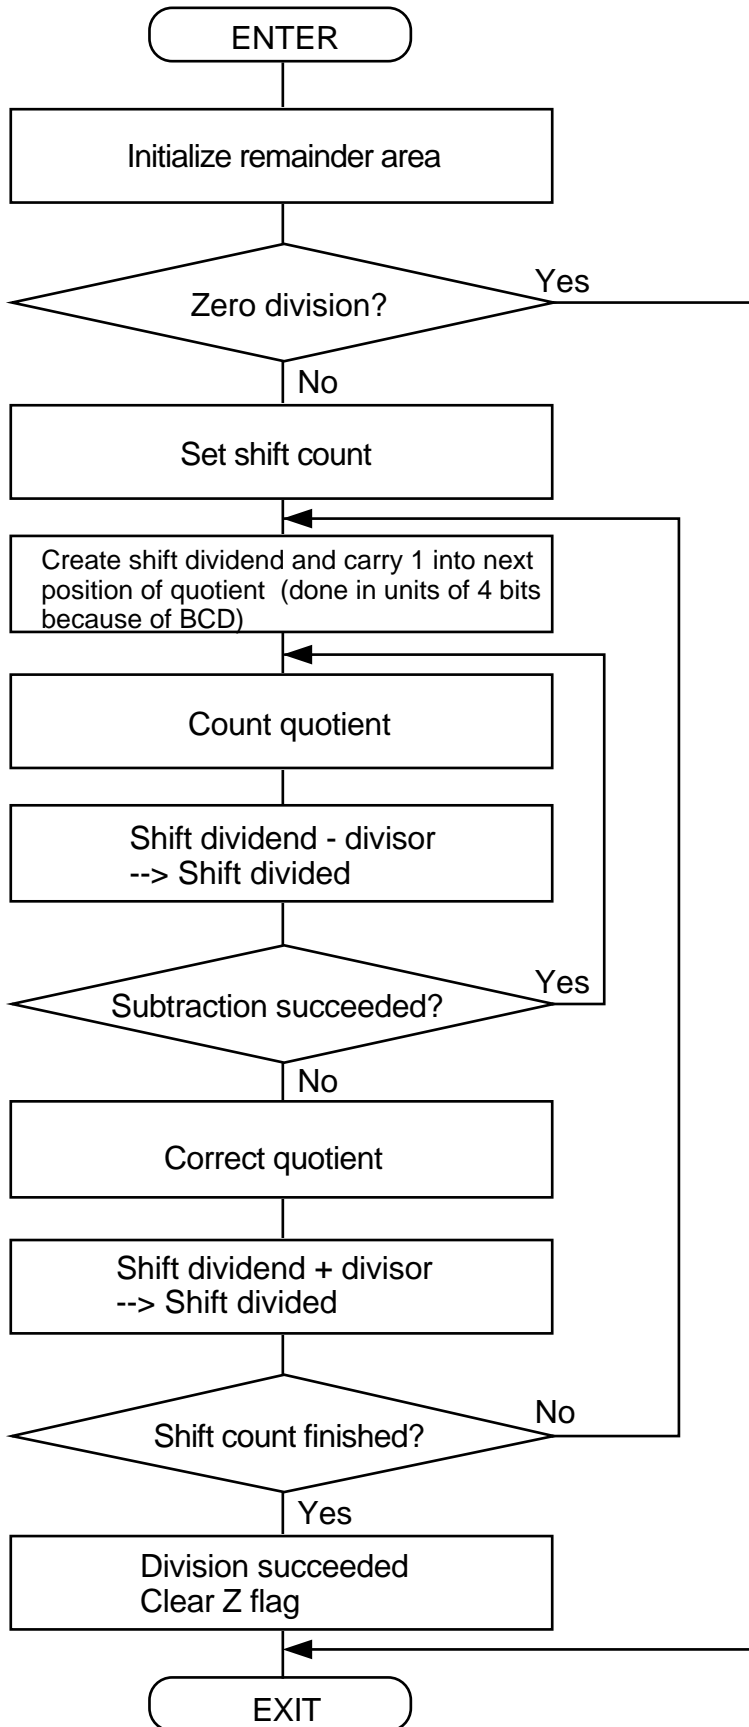 ENTER
Initialize remainder area
Zero division?
Yes
No
Set shift count
Create shift dividend and carry 1 into next
position of quotient  (done in units of 4 bits
because of BCD)
Count quotient
Shift dividend - divisor
--> Shift divided
Subtraction succeeded?
Yes
No
Correct quotient
Shift dividend + divisor
--> Shift divided
Shift count finished?
No
Yes
Division succeeded
Clear Z flag
EXIT